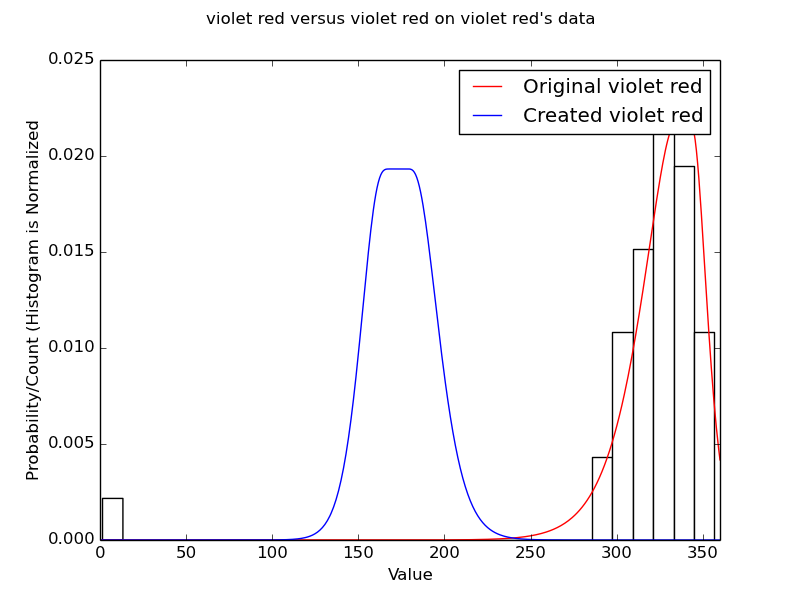 violet red versus violet red on violet red's data
Original violet red
Created violet red
Probability/Count (Histogram is Normalized
0.025
0.020
0.015
0.010
0.005
0.000
0 50 100 150 200 250 300 350
Value